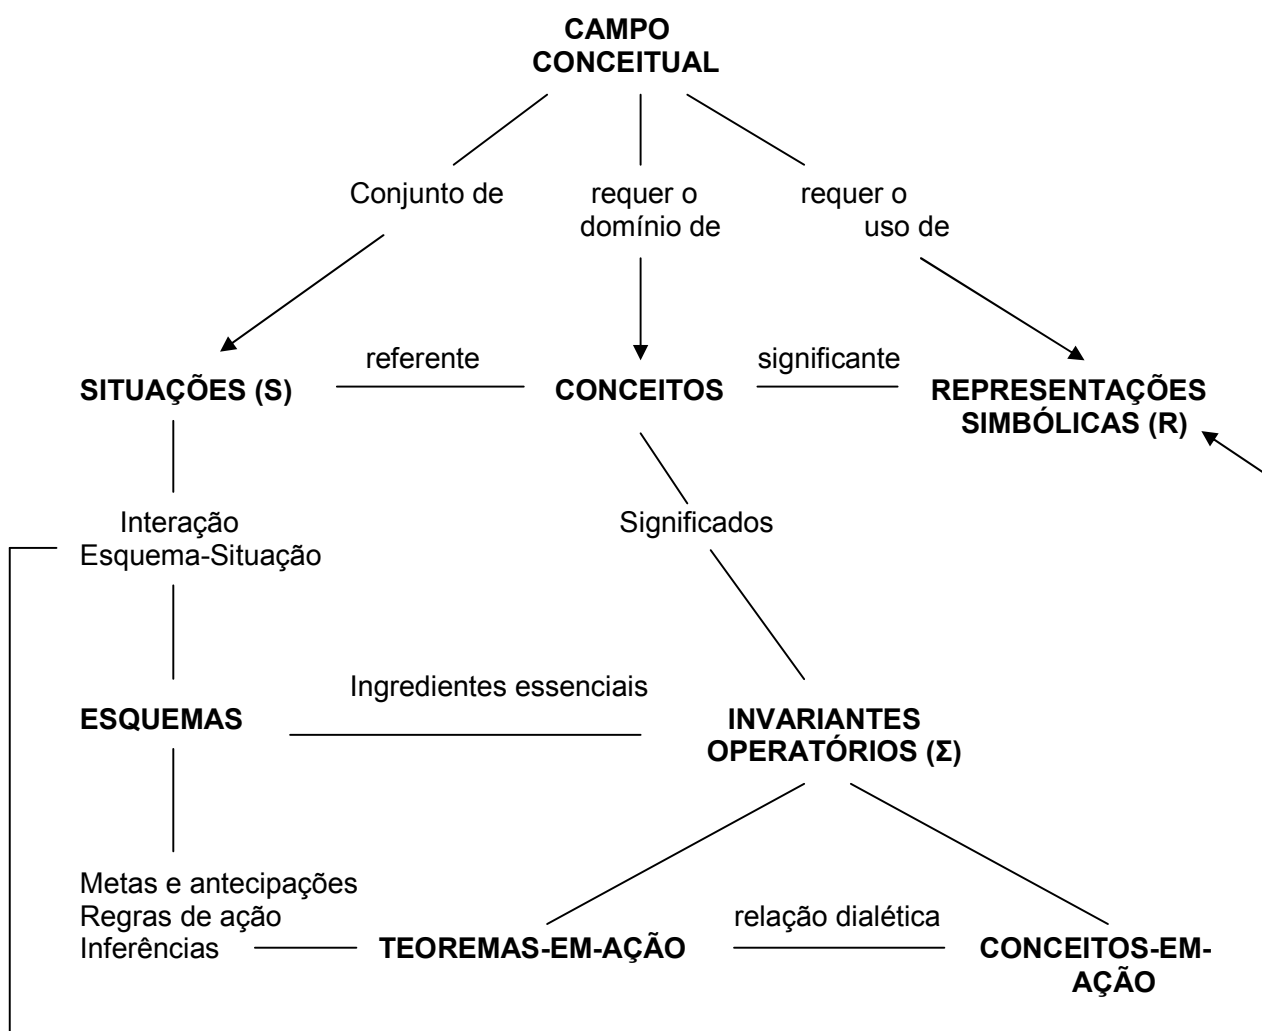 CAMPO
CONCEITUAL
Conjunto de
requer o
domínio de
requer o
uso de
referente
significante
SITUAÇÕES (S)
CONCEITOS
REPRESENTAÇÕES
SIMBÓLICAS (R)
Interação
Esquema-Situação
Significados
Ingredientes essenciais
ESQUEMAS
INVARIANTES
OPERATÓRIOS (Σ)
Metas e antecipações
Regras de ação
Inferências
relação dialética
TEOREMAS-EM-AÇÃO
CONCEITOS-EM-
AÇÃO